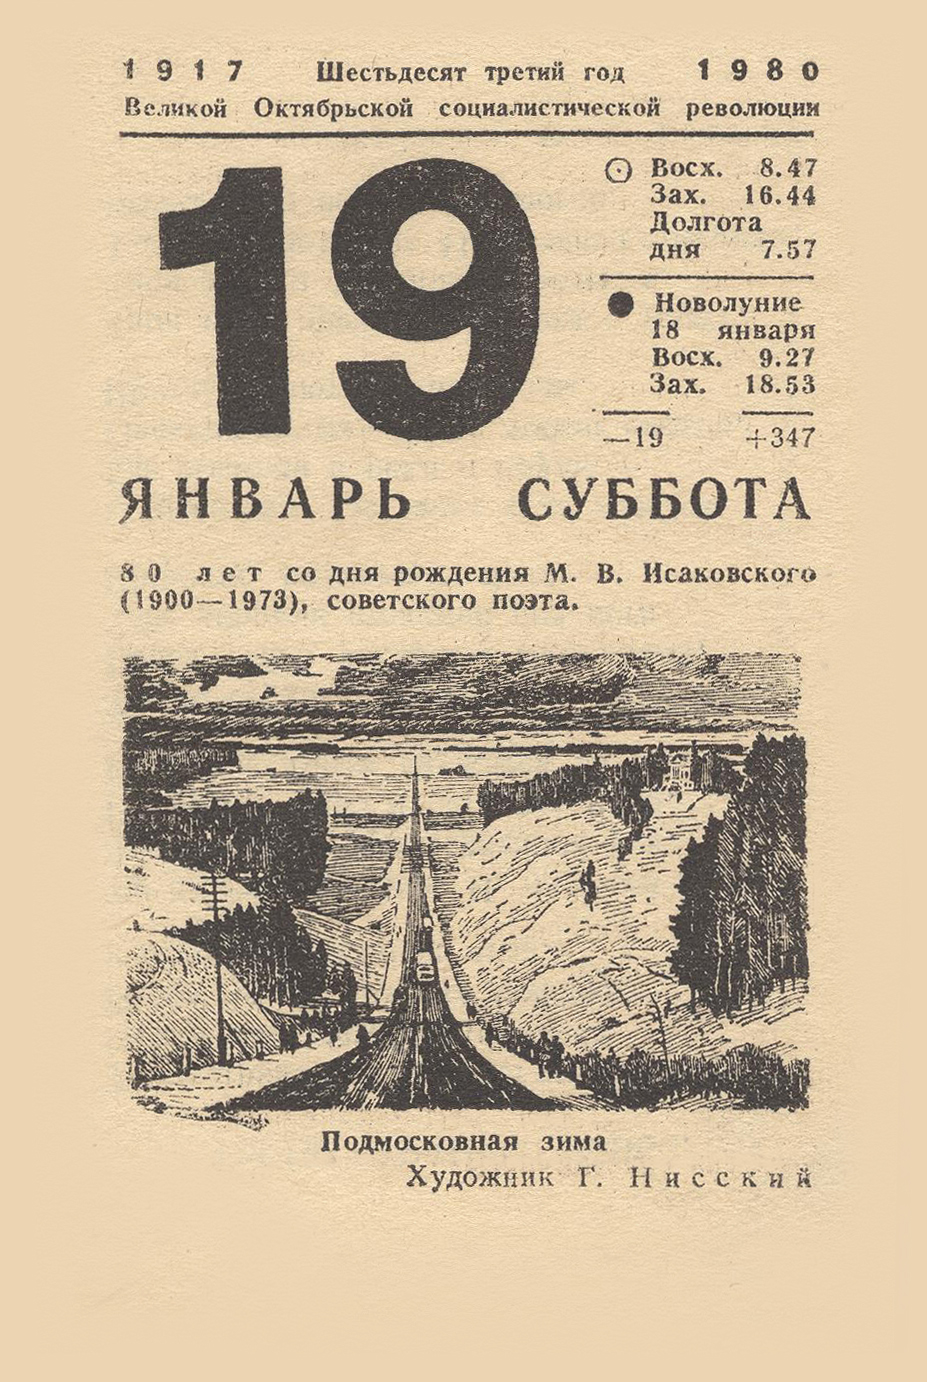 1917 Шестьдесят третий год 1980
Великой Октябрьской социалистической революции
19
Восх. 8.47
Зах. 16.44
Долгота
дня 7.57
Новолуние
18 января
Восх. 9.27
Зах. 18.53
—19 +347
ЯНВАРЬ СУББОТА
80 лет со дня рождения М. В. Исаковского
(1900—1973), советского поэта.
Подмосковная зима
Художник Г. Нисский